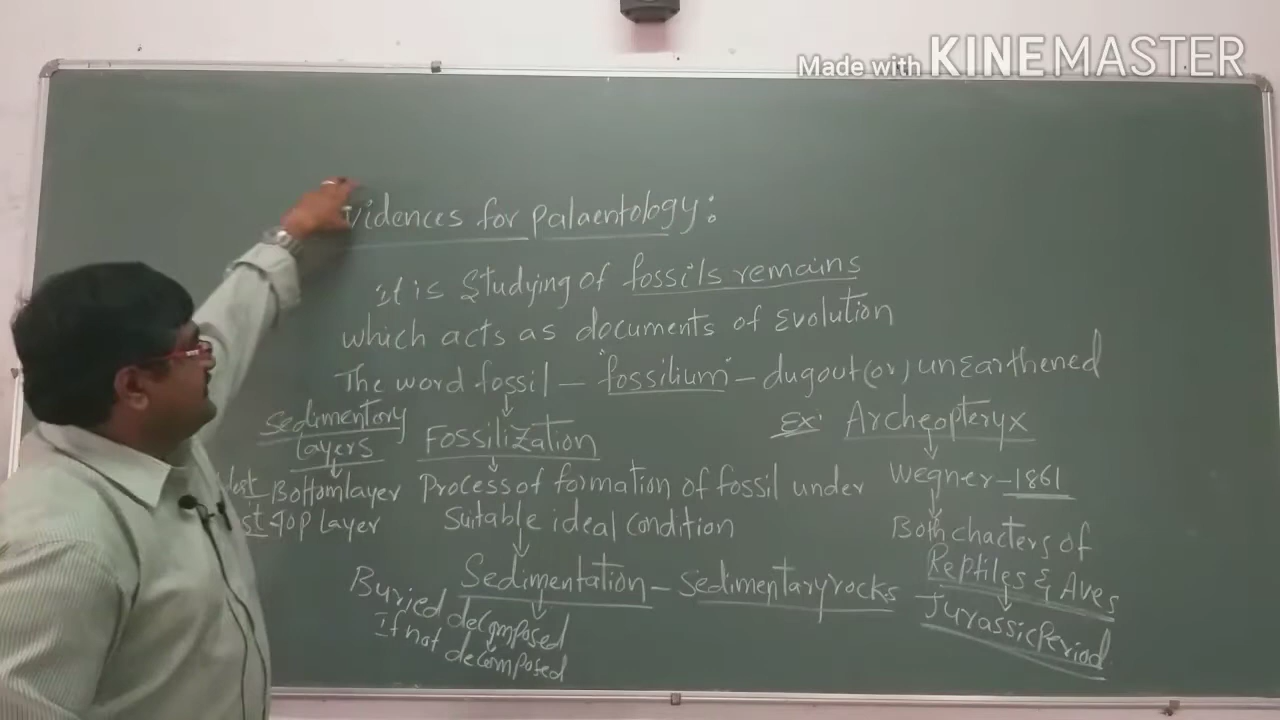 Made with KINEMASTER
vidences for palaentology:
It is studying of fossils remains
which acts as documents of Evolution
The word fossil – "fossilium" – dugout (or) unEarthened
Sedimentory
layers
Bottom layer
Top Layer
Fossilization
Process of formation of fossil under
Suitable ideal condition
Sedimentation – Sedimentary rocks
Buried decomposed
If not decomposed
Ex: Archeopteryx
Wegner – 1861
Both chacters of
Reptiles & Aves
Jurassic Period